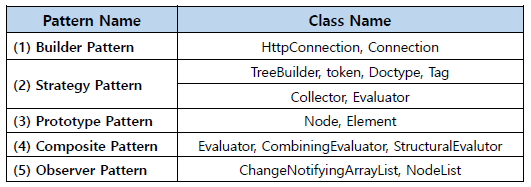 Pattern Name Class Name
(1) Builder Pattern HttpConnection, Connection
(2) Strategy Pattern TreeBuilder, token, Doctype, Tag
Collector, Evaluator
(3) Prototype Pattern Node, Element
(4) Composite Pattern Evaluator, CombiningEvaluator, StructuralEvalutor
(5) Observer Pattern ChangeNotifyingArrayList, NodeList